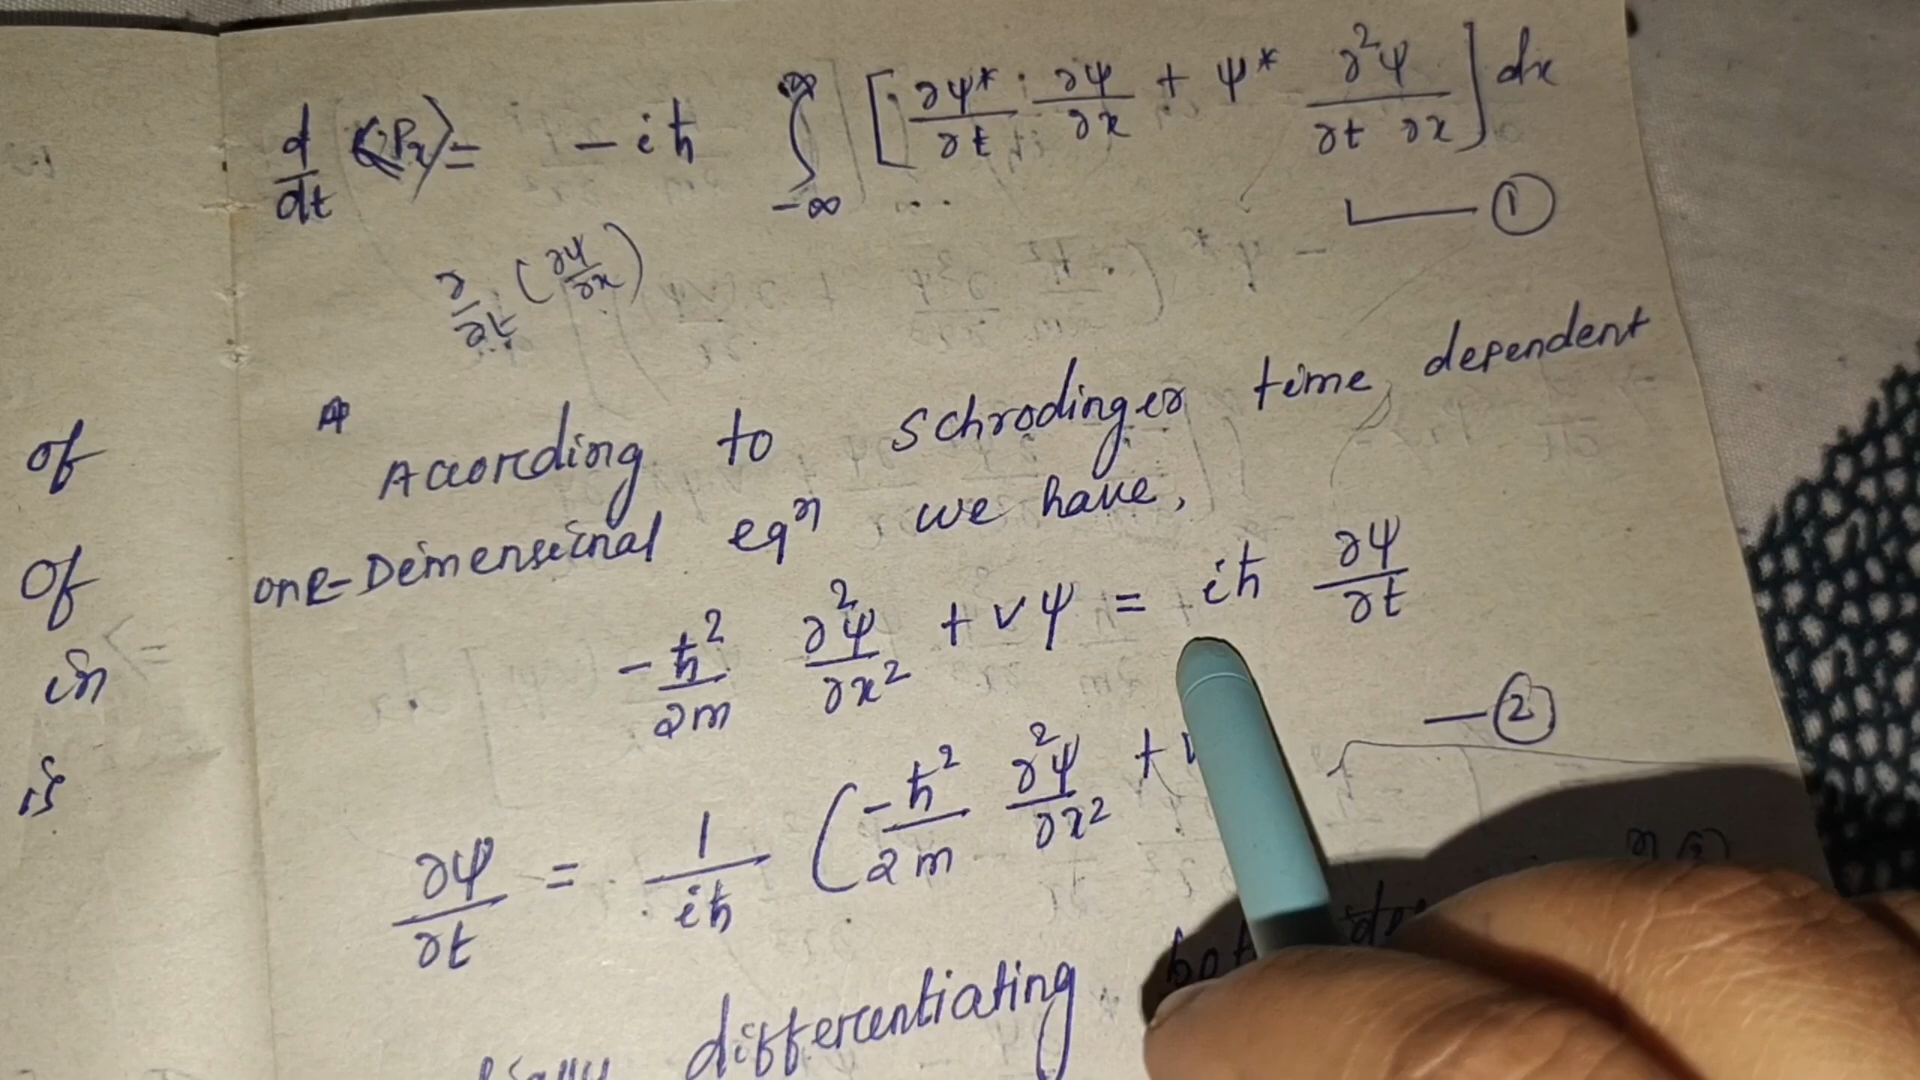 d/dt ⟨Pₓ⟩ = -iħ ∫_{-∞}^{∞} [∂ψ*/∂t · ∂ψ/∂x + ψ* ∂²ψ/∂t ∂x] dx
①
∂/∂t (∂ψ/∂x)
According to schrodinger time dependent
of
one-Dimensional eqⁿ we have,
-ħ²/2m ∂²ψ/∂x² + vψ = iħ ∂ψ/∂t
of
in
— ②
is
∂ψ/∂t = 1/iħ (-ħ²/2m ∂²ψ/∂x² +
differentiating